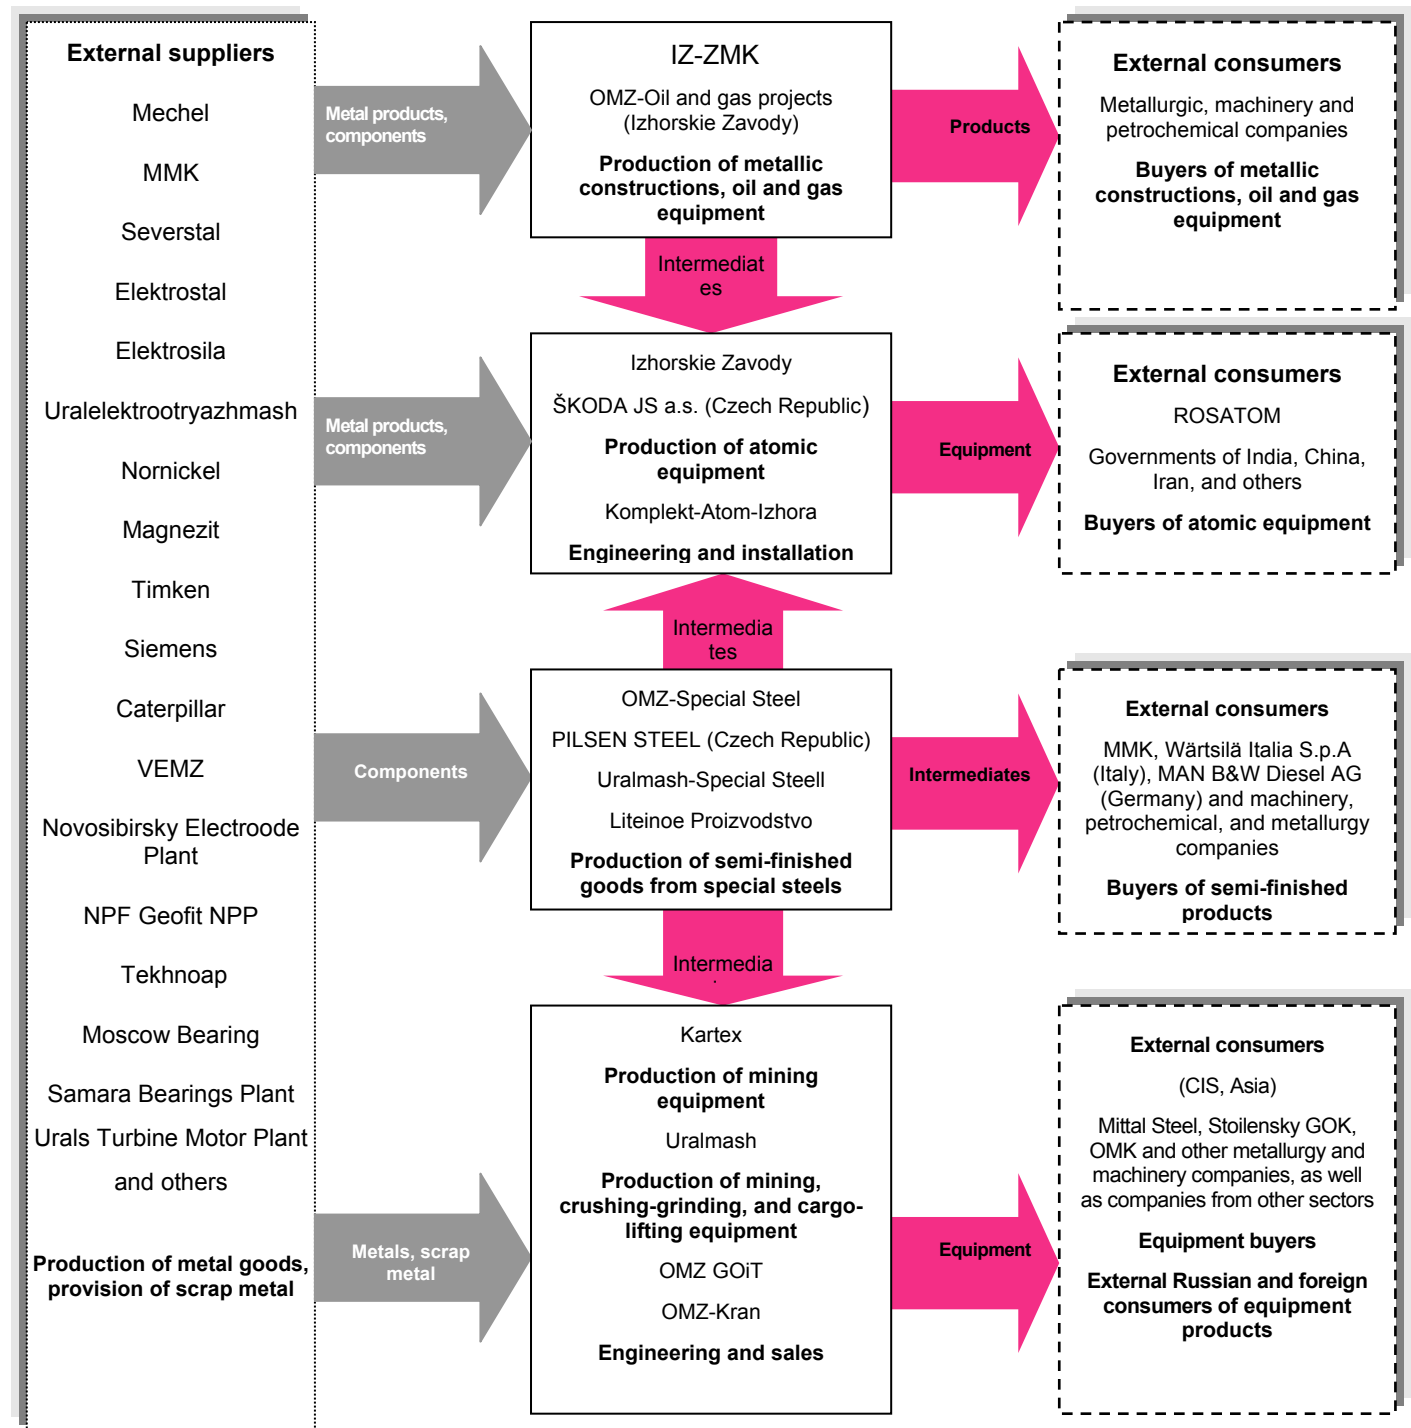 External suppliers
Mechel
MMK
Severstal
Elektrostal
Elektrosila
Uralelektrootryazhmash
Nornickel
Magnezit
Timken
Siemens
Caterpillar
VEMZ
Novosibirsky Electroode
Plant
NPF Geofit NPP
Tekhnoap
Moscow Bearing
Samara Bearings Plant
Urals Turbine Motor Plant
and others
Production of metal goods,
provision of scrap metal
Metal products,
components
IZ-ZMK
OMZ-Oil and gas projects
(Izhorskie Zavody)
Production of metallic
constructions, oil and gas
equipment
Products
External consumers
Metallurgic, machinery and
petrochemical companies
Buyers of metallic
constructions, oil and gas
equipment
Intermediat
es
Metal products,
components
Izhorskie Zavody
ŠKODA JS a.s. (Czech Republic)
Production of atomic
equipment
Komplekt-Atom-Izhora
Engineering and installation
Equipment
External consumers
ROSATOM
Governments of India, China,
Iran, and others
Buyers of atomic equipment
Intermedia
tes
Components
OMZ-Special Steel
PILSEN STEEL (Czech Republic)
Uralmash-Special Steell
Liteinoe Proizvodstvo
Production of semi-finished
goods from special steels
Intermediates
External consumers
MMK, Wärtsilä Italia S.p.A
(Italy), MAN B&W Diesel AG
(Germany) and machinery,
petrochemical, and metallurgy
companies
Buyers of semi-finished
products
Intermedia
Metals, scrap
metal
Kartex
Production of mining
equipment
Uralmash
Production of mining,
crushing-grinding, and cargo-
lifting equipment
OMZ GOiT
OMZ-Kran
Engineering and sales
Equipment
External consumers
(CIS, Asia)
Mittal Steel, Stoilensky GOK,
OMK and other metallurgy and
machinery companies, as well
as companies from other sectors
Equipment buyers
External Russian and foreign
consumers of equipment
products